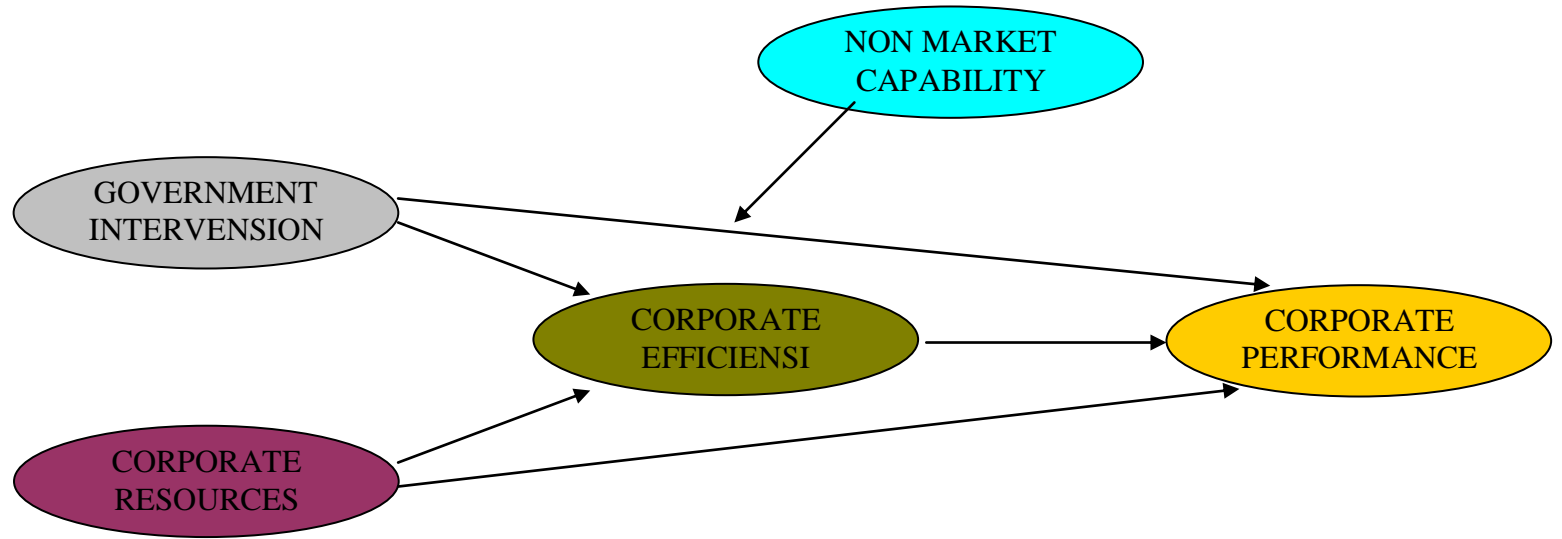 NON MARKET
CAPABILITY
GOVERNMENT
INTERVENSION
CORPORATE
EFFICIENSI
CORPORATE
PERFORMANCE
CORPORATE
RESOURCES